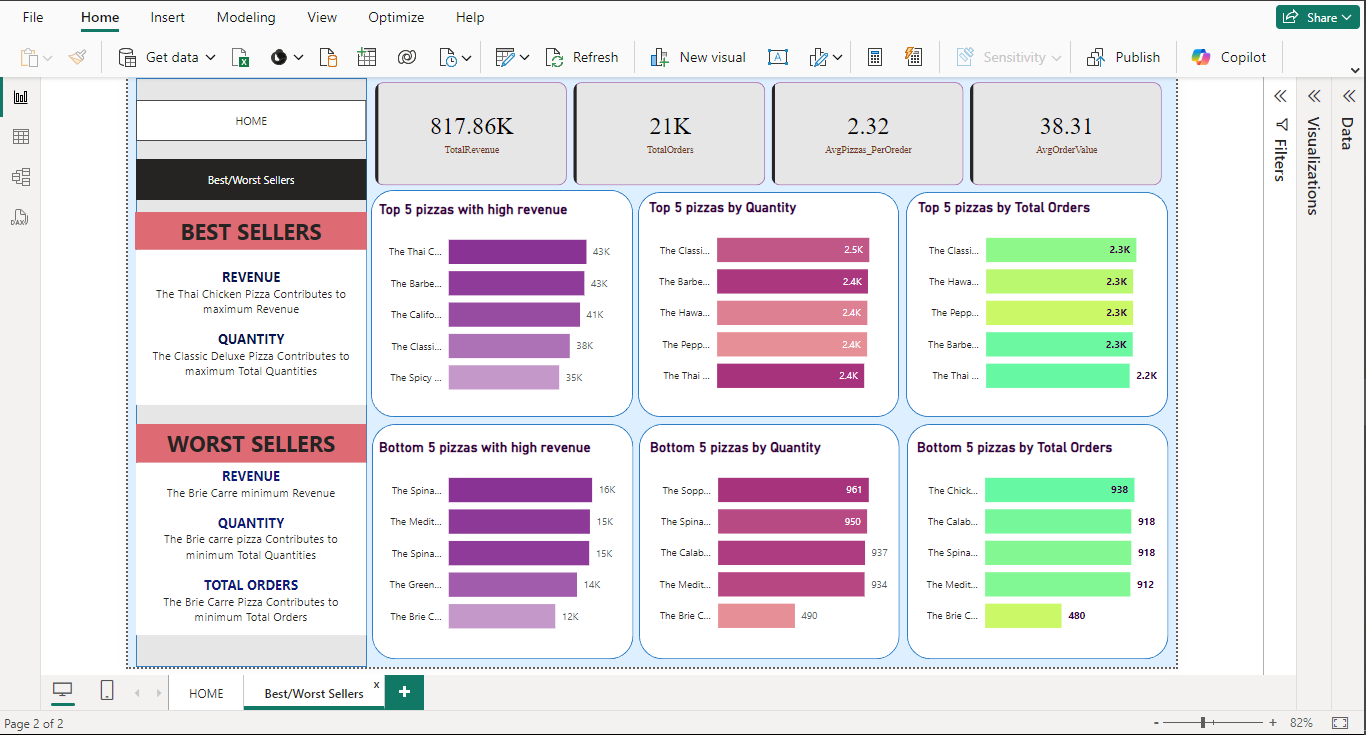 File Home Insert Modeling View Optimize Help Share
Get data Refresh New visual A Sensitivity Publish Copilot
DAX
HOME
Best/Worst Sellers
BEST SELLERS
REVENUE
The Thai Chicken Pizza Contributes to
maximum Revenue
QUANTITY
The Classic Deluxe Pizza Contributes to
maximum Total Quantities
WORST SELLERS
REVENUE
The Brie Carre minimum Revenue
QUANTITY
The Brie carre pizza Contributes to
minimum Total Quantities
TOTAL ORDERS
The Brie Carre Pizza Contributes to
minimum Total Orders
817.86K
TotalRevenue
21K
TotalOrders
2.32
AvgPizzas_PerOreder
38.31
AvgOrderValue
Top 5 pizzas with high revenue
The Thai C... 43K
The Barbe... 43K
The Califo... 41K
The Classi... 38K
The Spicy ... 35K
Top 5 pizzas by Quantity
The Classi... 2.5K
The Barbe... 2.4K
The Hawa... 2.4K
The Pepp... 2.4K
The Thai ... 2.4K
Top 5 pizzas by Total Orders
The Classi... 2.3K
The Hawa... 2.3K
The Pepp... 2.3K
The Barbe... 2.3K
The Thai ... 2.2K
Bottom 5 pizzas with high revenue
The Spina... 16K
The Medit... 15K
The Spina... 15K
The Green... 14K
The Brie C... 12K
Bottom 5 pizzas by Quantity
The Sopp... 961
The Spina... 950
The Calab... 937
The Medit... 934
The Brie C... 490
Bottom 5 pizzas by Total Orders
The Chick... 938
The Calab... 918
The Spina... 918
The Medit... 912
The Brie C... 480
Filters
Visualizations
Data
HOME Best/Worst Sellers x +
Page 2 of 2 - + 82%